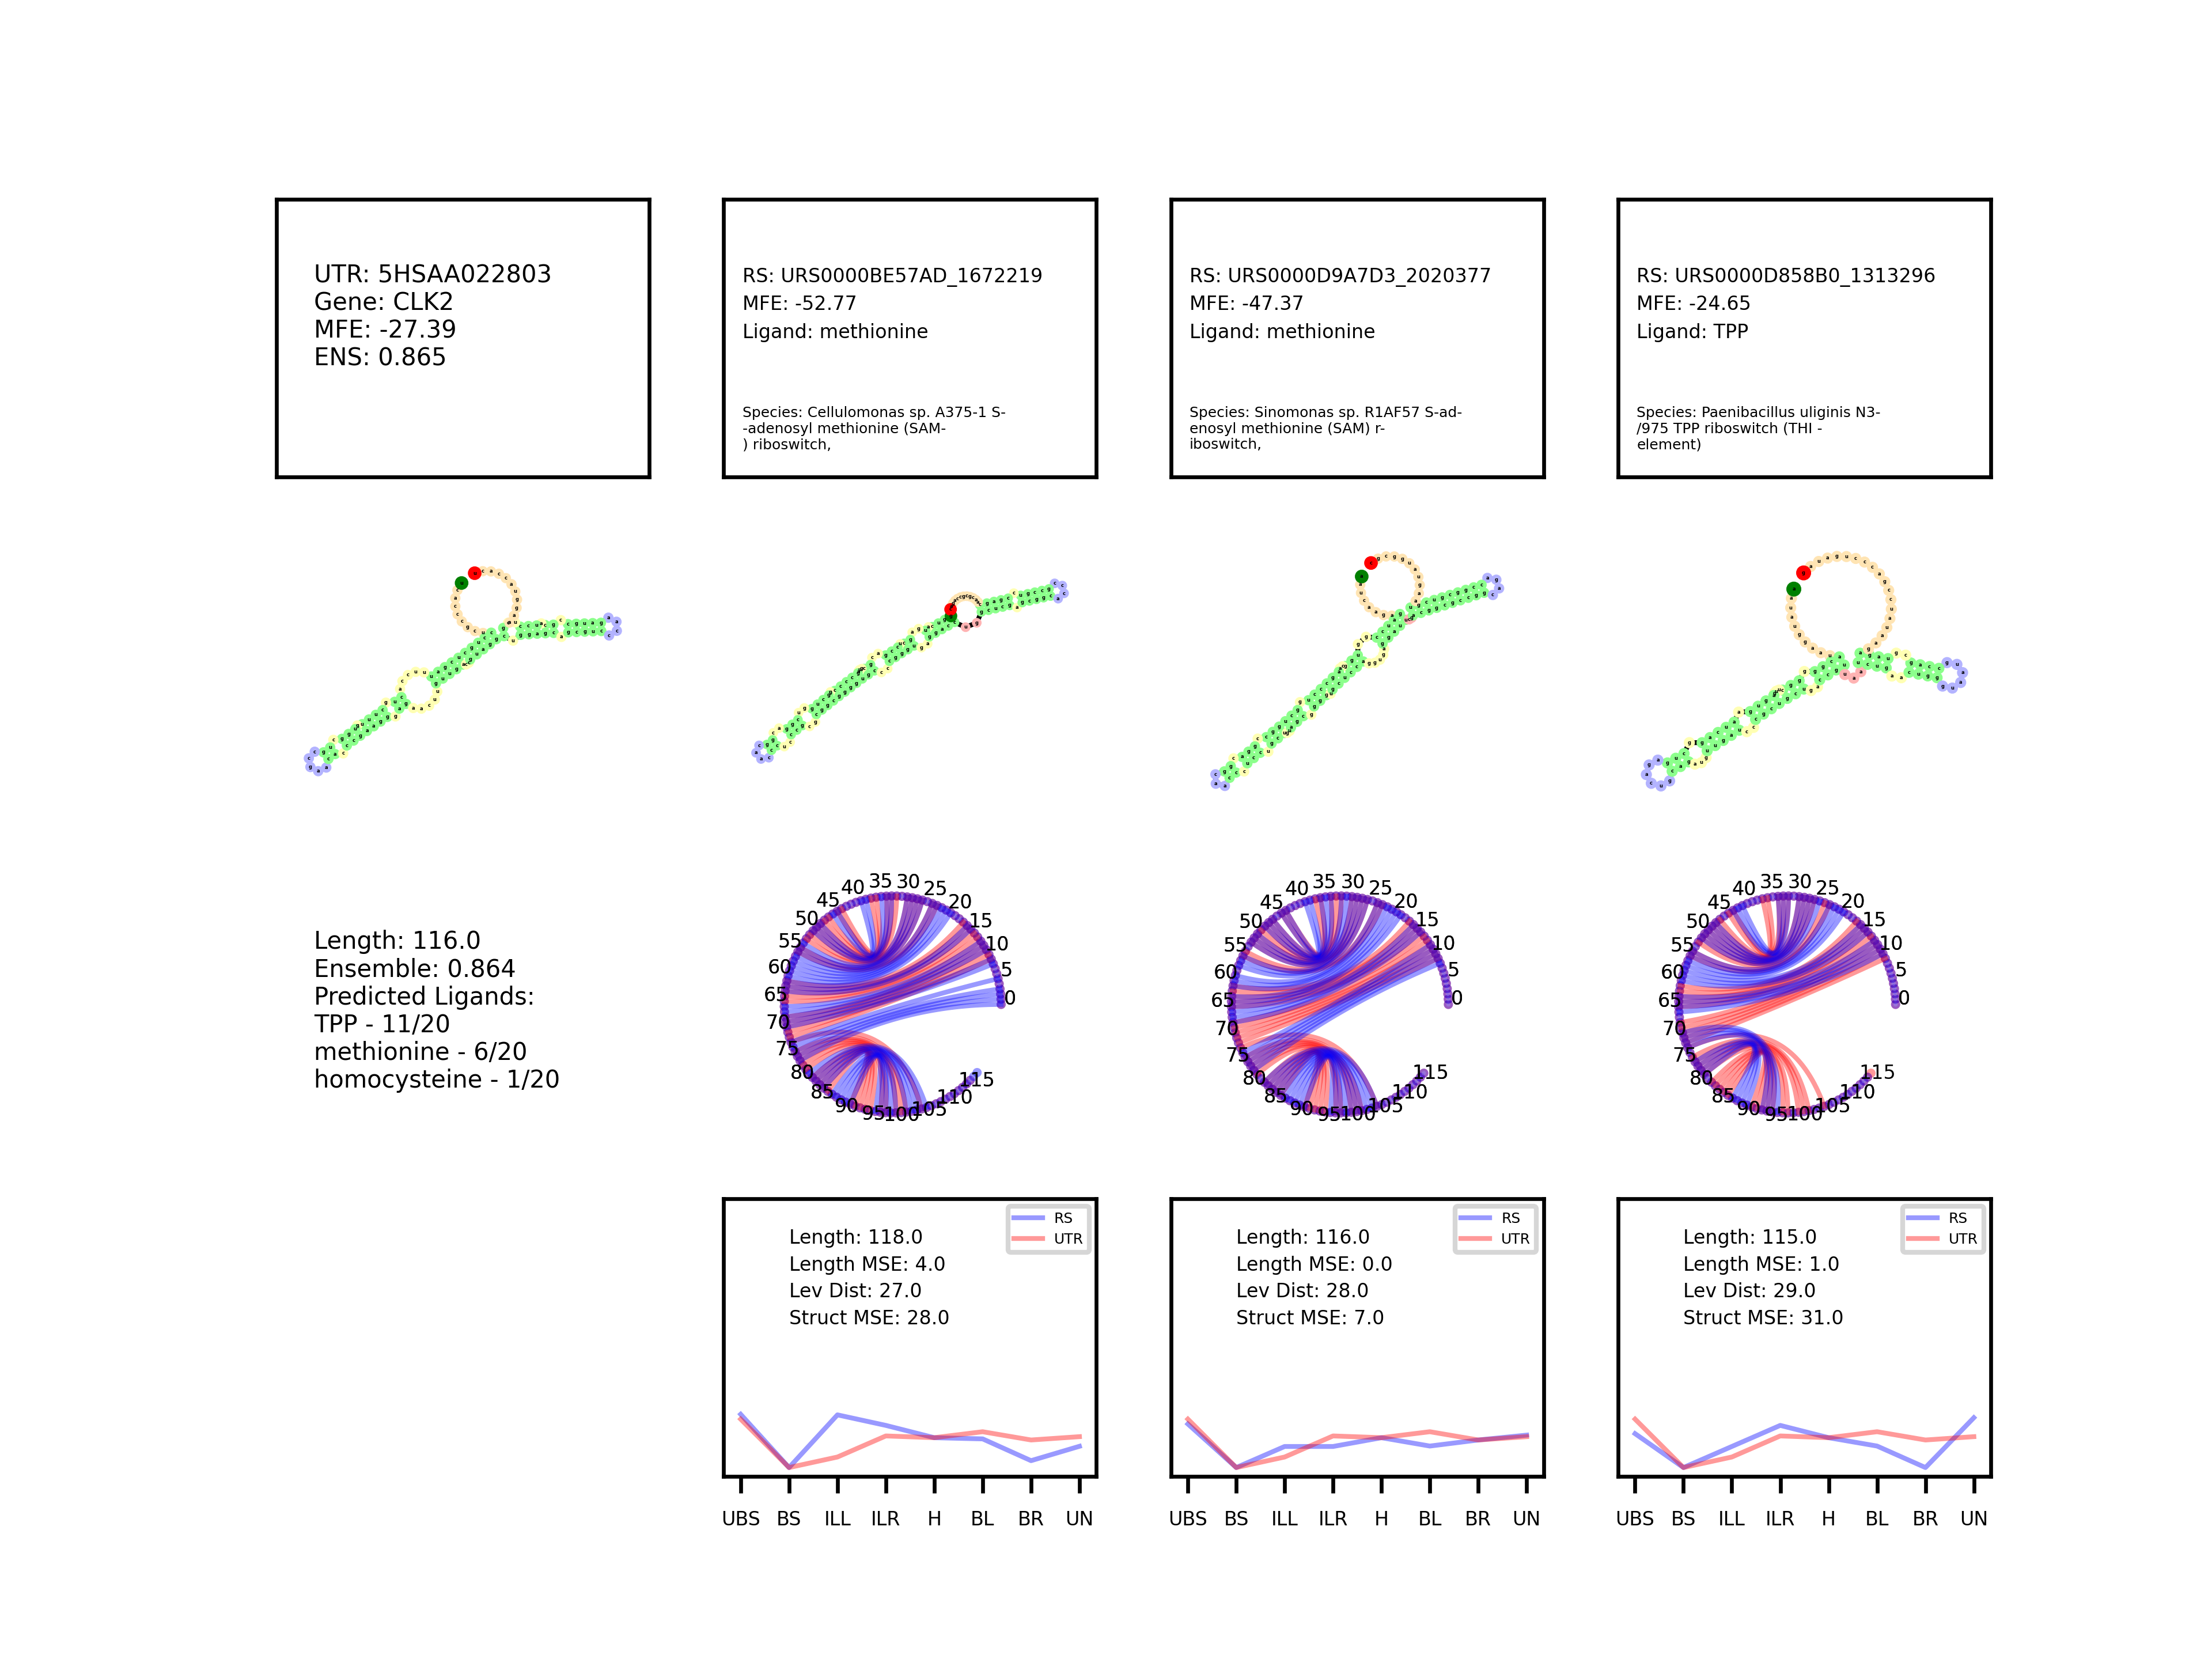 UTR: 5HSAA022803
Gene: CLK2
MFE: -27.39
ENS: 0.865
RS: URS0000BE57AD_1672219
MFE: -52.77
Ligand: methionine
Species: Cellulomonas sp. A375-1 S-
-adenosyl methionine (SAM-
) riboswitch,
RS: URS0000D9A7D3_2020377
MFE: -47.37
Ligand: methionine
Species: Sinomonas sp. R1AF57 S-ad-
enosyl methionine (SAM) r-
iboswitch,
RS: URS0000D858B0_1313296
MFE: -24.65
Ligand: TPP
Species: Paenibacillus uliginis N3-
/975 TPP riboswitch (THI -
element)
Length: 116.0
Ensemble: 0.864
Predicted Ligands:
TPP - 11/20
methionine - 6/20
homocysteine - 1/20
0 5 10 15 20 25 30 35 40 45 50 55 60 65 70 75 80 85 90 95 100 105 110 115
0 5 10 15 20 25 30 35 40 45 50 55 60 65 70 75 80 85 90 95 100 105 110 115
0 5 10 15 20 25 30 35 40 45 50 55 60 65 70 75 80 85 90 95 100 105 110 115
Length: 118.0
Length MSE: 4.0
Lev Dist: 27.0
Struct MSE: 28.0
RS
UTR
UBS BS ILL ILR H BL BR UN
Length: 116.0
Length MSE: 0.0
Lev Dist: 28.0
Struct MSE: 7.0
RS
UTR
UBS BS ILL ILR H BL BR UN
Length: 115.0
Length MSE: 1.0
Lev Dist: 29.0
Struct MSE: 31.0
RS
UTR
UBS BS ILL ILR H BL BR UN